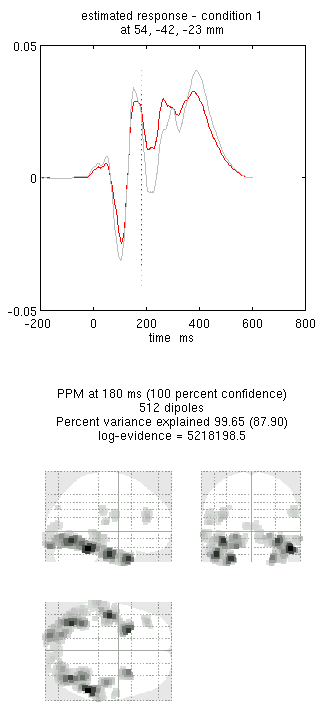 estimated response - condition 1
at 54, -42, -23 mm
0.05
0
-0.05
-200 0 200 400 600 800
time ms
PPM at 180 ms (100 percent confidence)
512 dipoles
Percent variance explained 99.65 (87.90)
log-evidence = 5218198.5